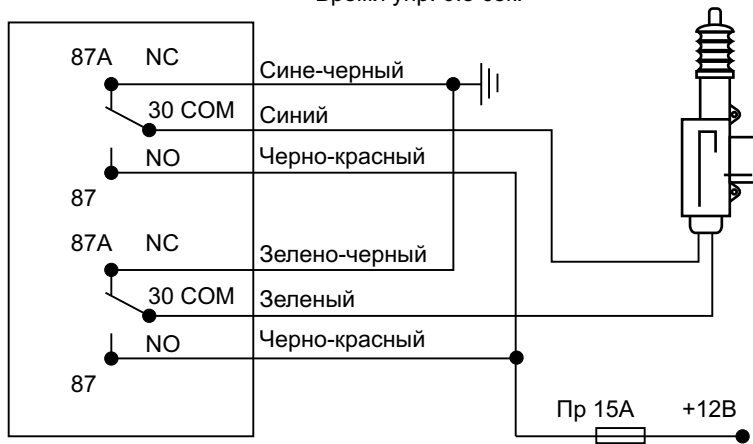 87A NC
Сине-черный
30 COM
Синий
NO
Черно-красный
87
87A NC
Зелено-черный
30 COM
Зеленый
NO
Черно-красный
87
Пр 15А +12В